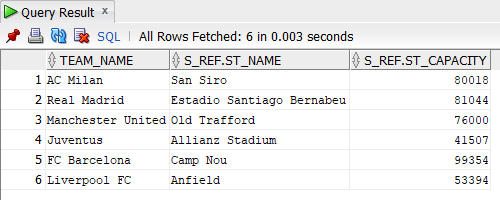 Query Result
SQL | All Rows Fetched: 6 in 0.003 seconds
TEAM_NAME S_REF.ST_NAME S_REF.ST_CAPACITY
1 AC Milan San Siro 80018
2 Real Madrid Estadio Santiago Bernabeu 81044
3 Manchester United Old Trafford 76000
4 Juventus Allianz Stadium 41507
5 FC Barcelona Camp Nou 99354
6 Liverpool FC Anfield 53394